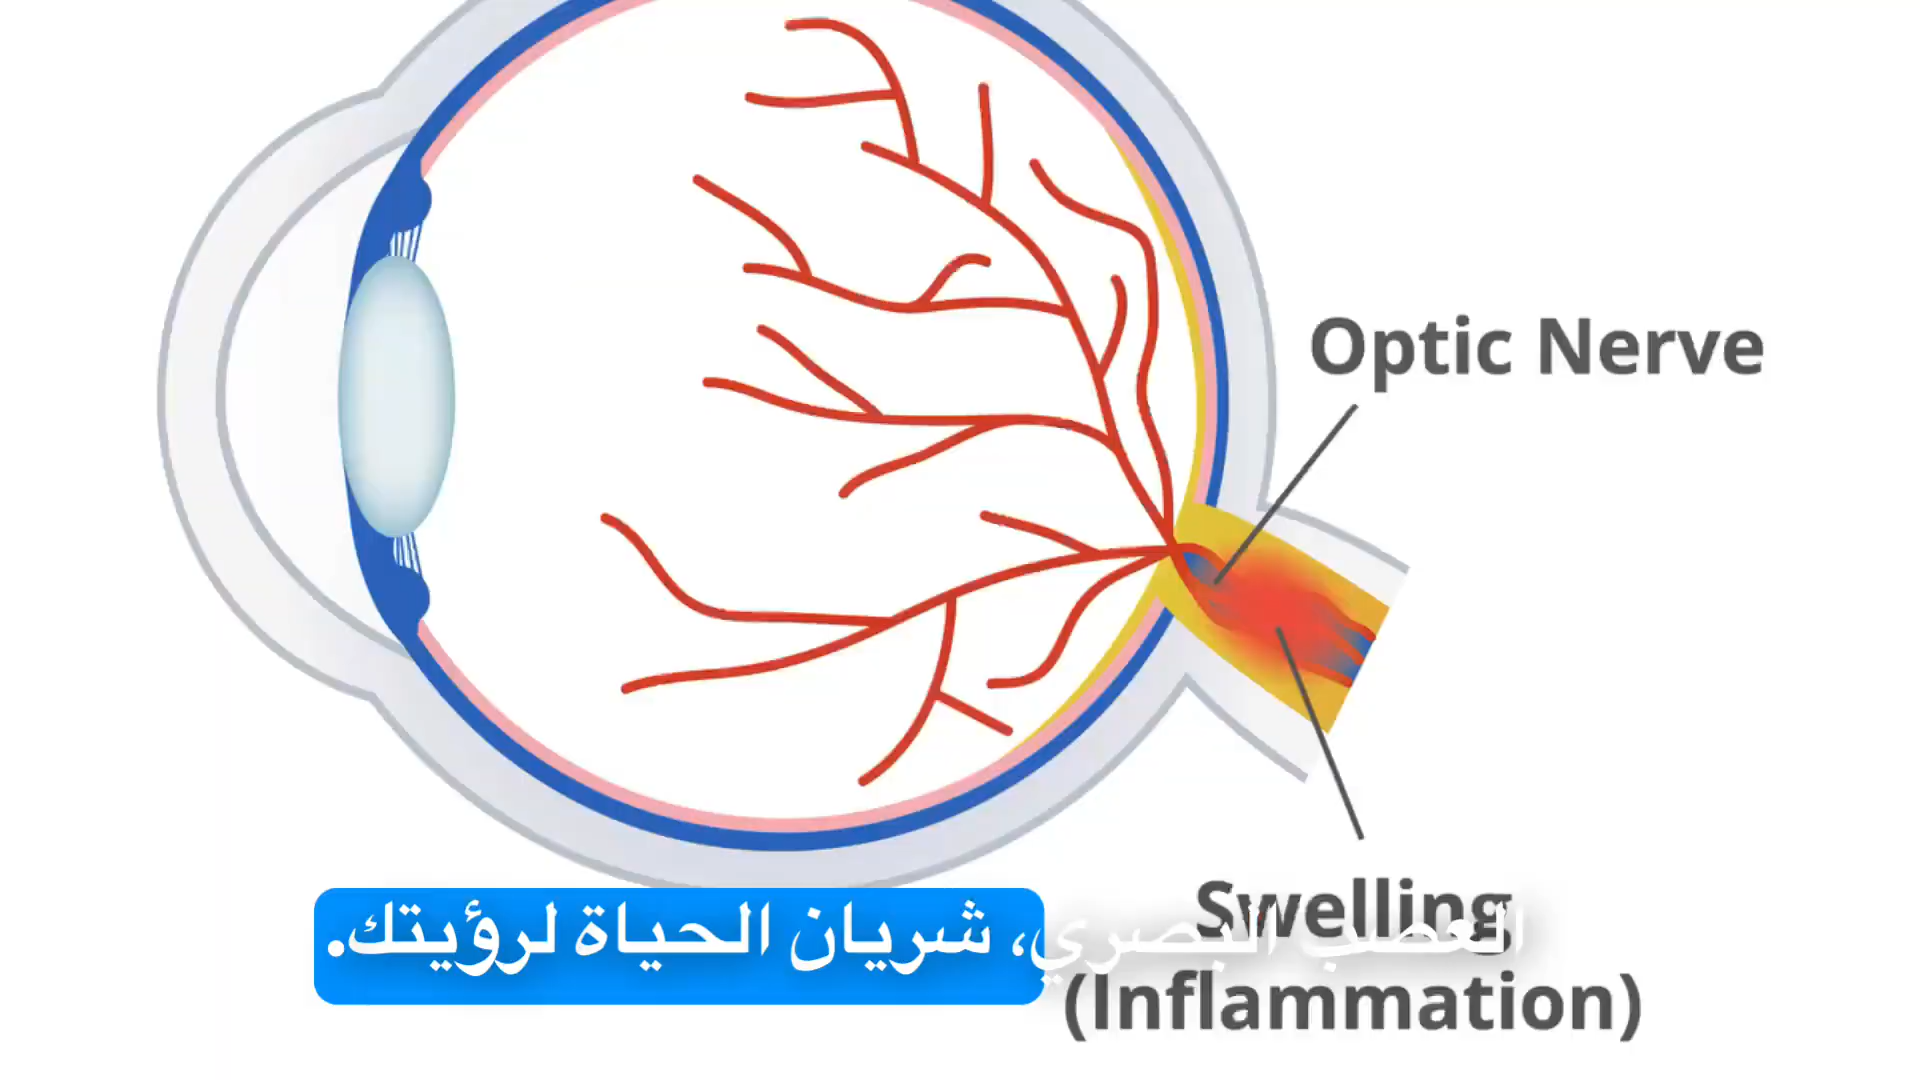 Optic Nerve
Swelling
(Inflammation)
العصب البصري، شريان الحياة لرؤيتك.